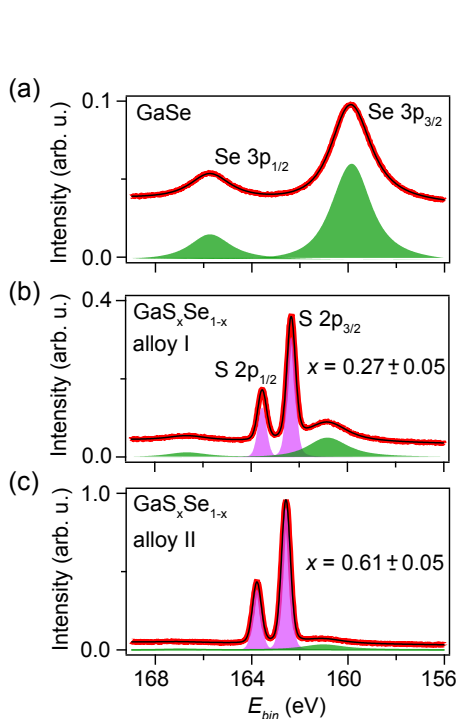 (a)
0.1
GaSe
Se 3p3/2
Se 3p1/2
Intensity (arb. u.)
0.0
(b)
0.4
GaSxSe1-x
alloy I
S 2p3/2
S 2p1/2
x = 0.27 ± 0.05
Intensity (arb. u.)
0.0
(c)
1.0
GaSxSe1-x
alloy II
x = 0.61 ± 0.05
Intensity (arb. u.)
0.0
168 164 160 156
Ebin (eV)